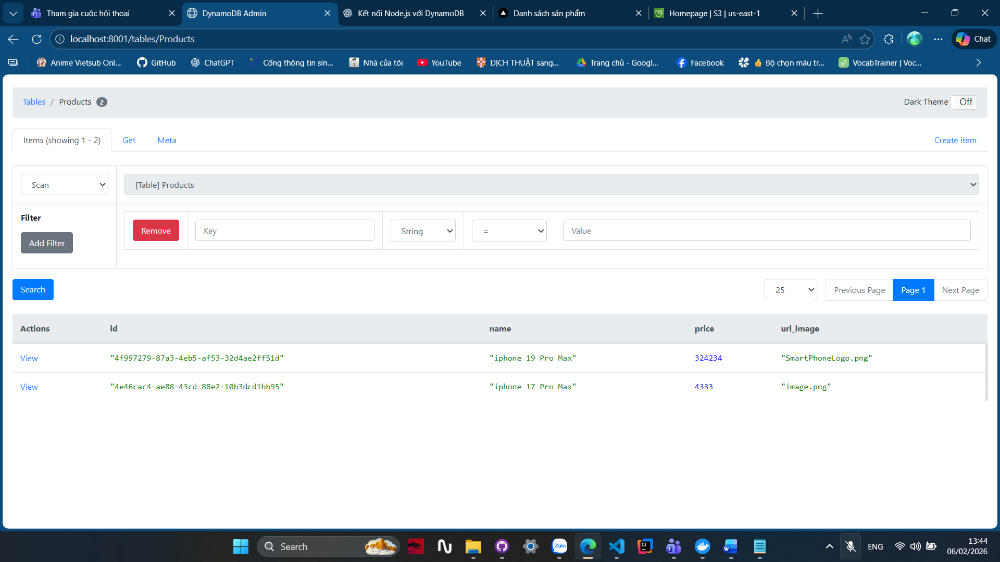 Tham gia cuộc hội thoại
DynamoDB Admin
Kết nối Node.js với DynamoDB
Danh sách sản phẩm
Homepage | S3 | us-east-1
localhost:8001/tables/Products
Chat
Anime Vietsub Onl...
GitHub
ChatGPT
Cổng thông tin sin...
Nhà của tôi
YouTube
DỊCH THUẬT sang...
Trang chủ - Googl...
Facebook
👍 Bộ chọn màu tr...
VocabTrainer | Voc...
Tables / Products 2
Dark Theme Off
Items (showing 1 - 2)
Get
Meta
Create item
Scan
[Table] Products
Filter
Add Filter
Remove
Key
String
=
Value
Search
25
Previous Page
Page 1
Next Page
Actions id name price url_image
View "4f997279-87a3-4eb5-af53-32d4ae2ff51d" "iphone 19 Pro Max" 324234 "SmartPhoneLogo.png"
View "4e46cac4-ae88-43cd-88e2-10b3dcd1bb95" "iphone 17 Pro Max" 4333 "image.png"
Search
Zalo
ENG
13:44
06/02/2026